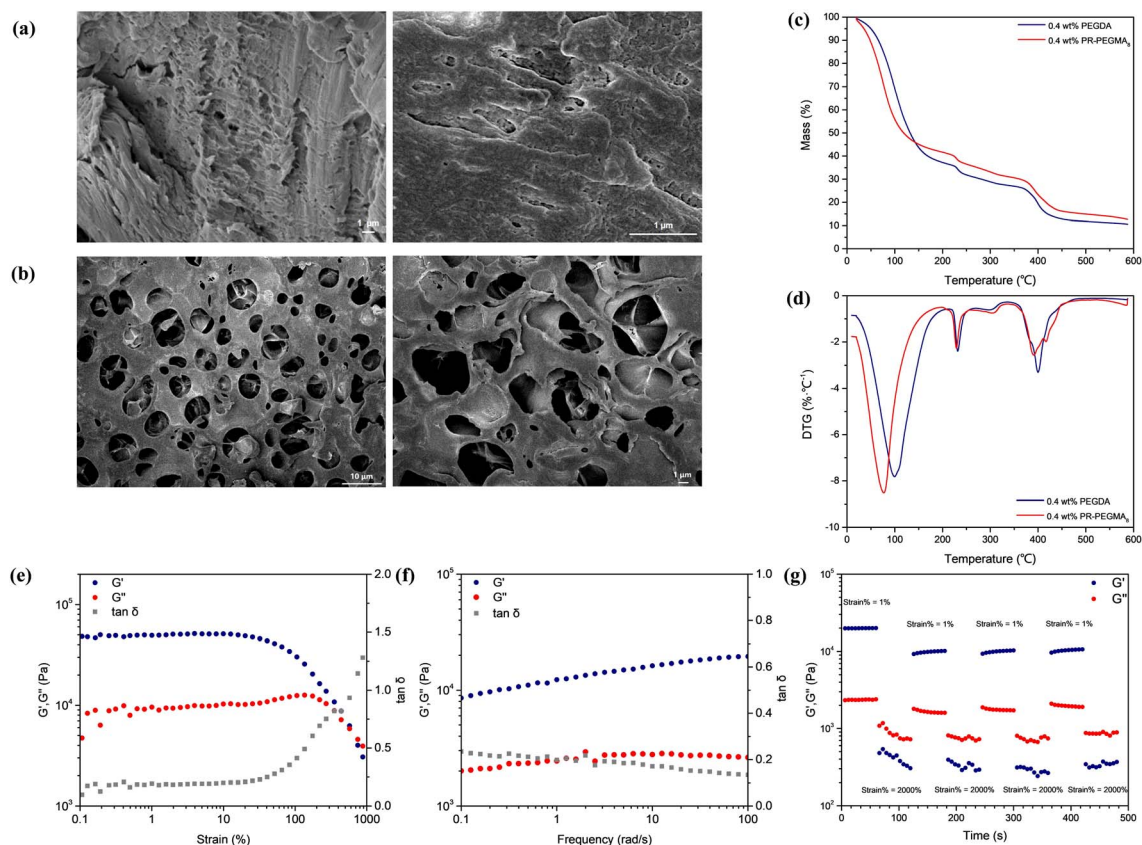 (a)
1 μm
1 μm
(b)
10 μm
1 μm
(c)
0.4 wt% PEGDA
0.4 wt% PR-PEGMA8
Mass (%)
100
90
80
70
60
50
40
30
20
10
0
0 100 200 300 400 500 600
Temperature (℃)
(d)
0.4 wt% PEGDA
0.4 wt% PR-PEGMA8
DTG (%·℃⁻¹)
0
-2
-4
-6
-8
-10
0 100 200 300 400 500 600
Temperature (℃)
(e)
G'
G"
tan δ
G',G" (Pa)
10⁵
10⁴
10³
0.1 1 10 100 1000
Strain (%)
2.0
1.5
1.0
0.5
0.0
tan δ
(f)
G'
G"
tan δ
G',G" (Pa)
10⁵
10⁴
10³
0.1 1 10 100
Frequency (rad/s)
1.0
0.8
0.6
0.4
0.2
0.0
tan δ
(g)
G'
G"
G',G" (Pa)
10⁵
10⁴
10³
10²
Strain% = 1%
Strain% = 1% Strain% = 1% Strain% = 1%
Strain% = 2000% Strain% = 2000% Strain% = 2000% Strain% = 2000%
0 100 200 300 400 500
Time (s)